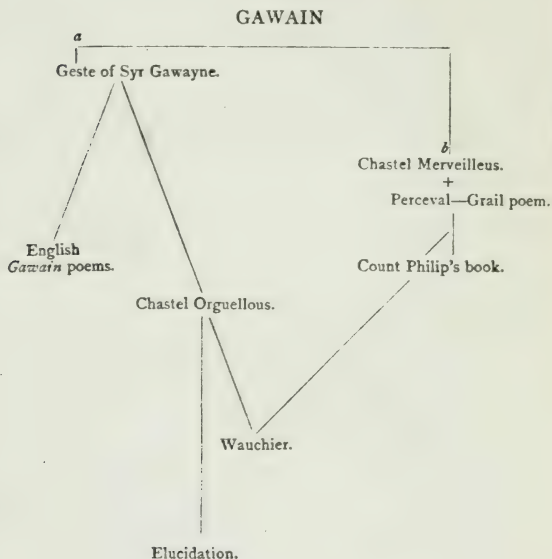 GAWAIN
a
Geste of Syr Gawayne.
b
Chastel Merveilleus.
+
Perceval—Grail poem.
English
Gawain poems.
Count Philip's book.
Chastel Orguellous.
Wauchier.
Elucidation.